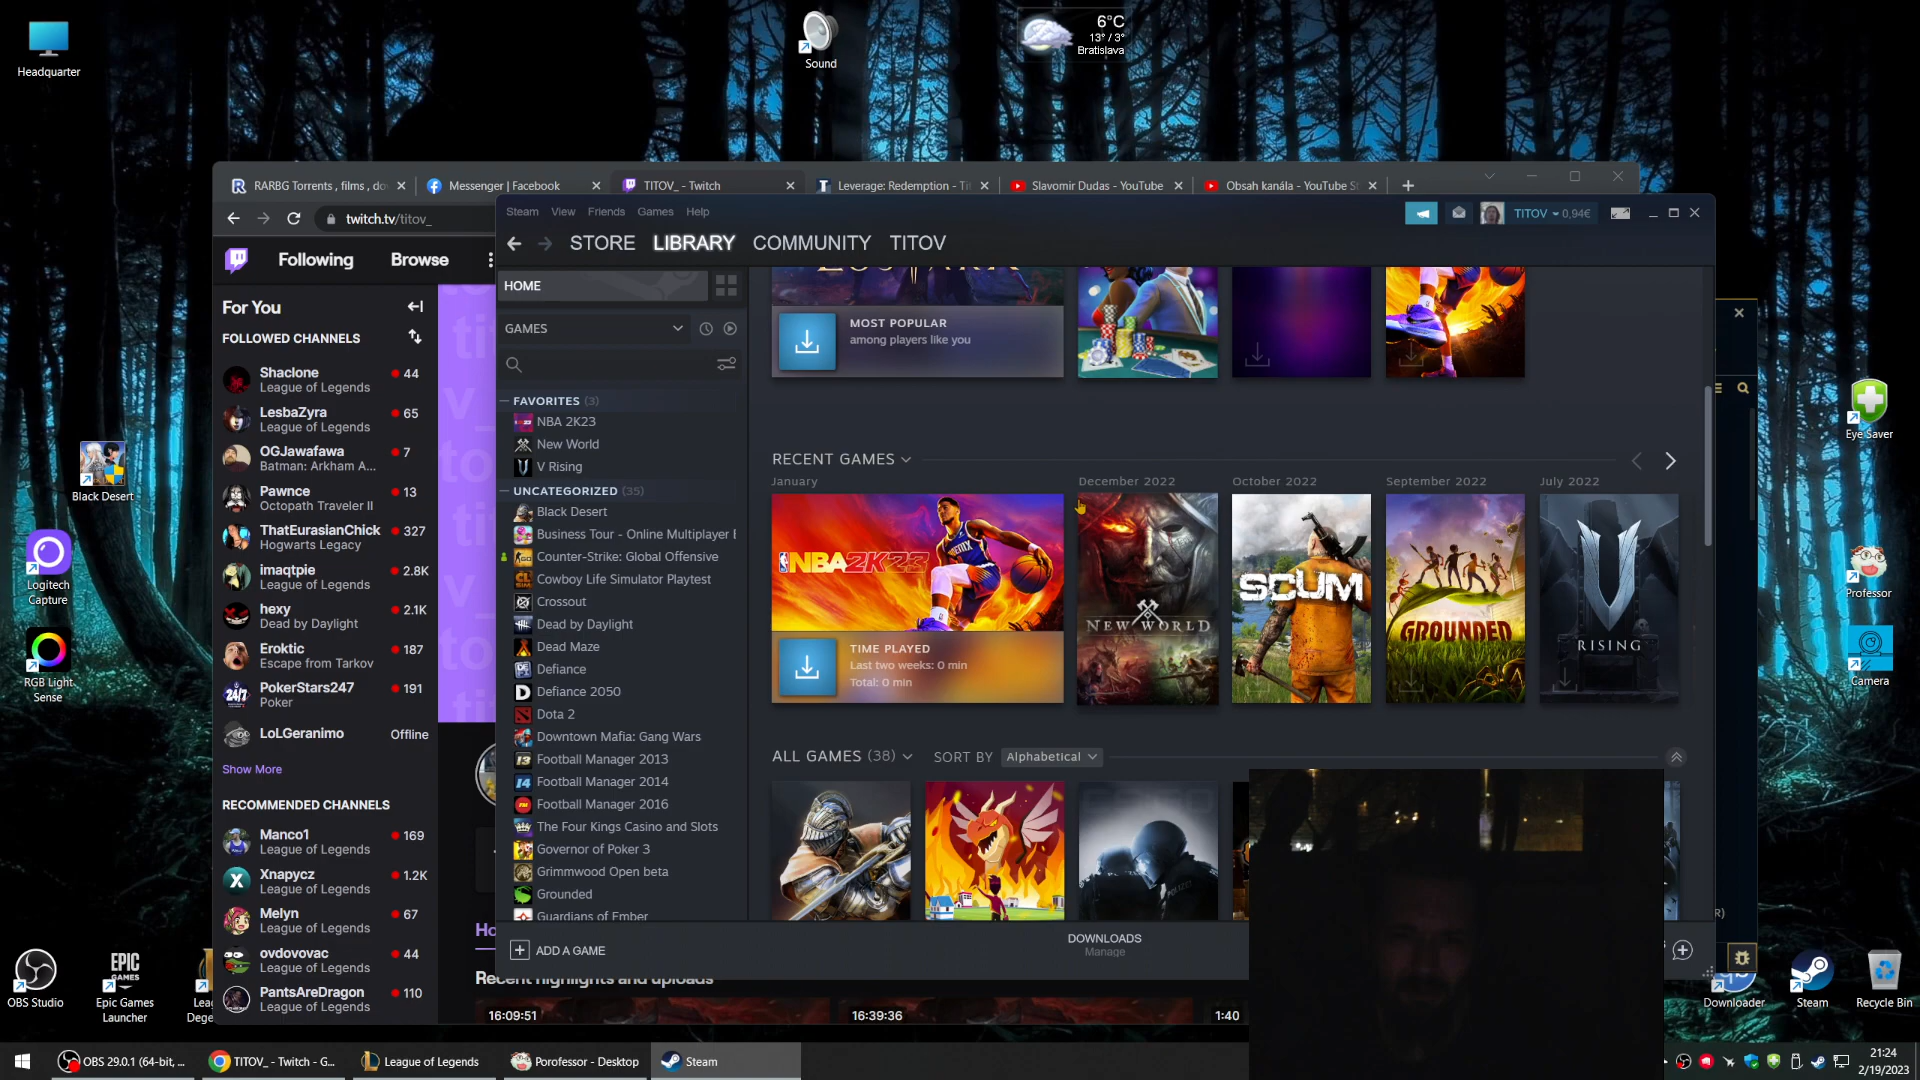 Headquarter
Sound
6°C
13° / 3°
Bratislava
RARBG Torrents , films , do
Messenger | Facebook
TITOV_ - Twitch
Leverage: Redemption - Ti
Slavomir Dudas - YouTube
Obsah kanála - YouTube S
twitch.tv/titov_
Steam
View
Friends
Games
Help
TITOV
0,94€
STORE
LIBRARY
COMMUNITY
TITOV
Following
Browse
HOME
GAMES
For You
FOLLOWED CHANNELS
Shaclone
44
League of Legends
LesbaZyra
65
League of Legends
OGJawafawa
7
Batman: Arkham A...
Pawnce
13
Octopath Traveler II
ThatEurasianChick
327
Hogwarts Legacy
imaqtpie
2.8K
League of Legends
hexy
2.1K
Dead by Daylight
Eroktic
187
Escape from Tarkov
PokerStars247
191
Poker
LoLGeranimo
Offline
Show More
RECOMMENDED CHANNELS
Manco1
169
League of Legends
Xnapycz
1.2K
League of Legends
Melyn
67
League of Legends
ovdovovac
44
League of Legends
PantsAreDragon
110
League of Legends
FAVORITES (3)
NBA 2K23
New World
V Rising
UNCATEGORIZED (35)
Black Desert
Business Tour - Online Multiplayer
Counter-Strike: Global Offensive
Cowboy Life Simulator Playtest
Crossout
Dead by Daylight
Dead Maze
Defiance
Defiance 2050
Dota 2
Downtown Mafia: Gang Wars
Football Manager 2013
Football Manager 2014
Football Manager 2016
The Four Kings Casino and Slots
Governor of Poker 3
Grimmwood Open beta
Grounded
Guardians of Ember
ADD A GAME
MOST POPULAR
among players like you
RECENT GAMES
January
December 2022
October 2022
September 2022
July 2022
NBA2K23
TIME PLAYED
Last two weeks: 0 min
Total: 0 min
NEW WORLD
SCUM
GROUNDED
RISING
ALL GAMES (38)
SORT BY
Alphabetical
DOWNLOADS
Manage
Recent highlights and uploads
16:09:51
16:39:36
1:40
Black Desert
Logitech
Capture
RGB Light
Sense
OBS Studio
Epic Games
Launcher
Eye Saver
Professor
Camera
Downloader
Steam
Recycle Bin
OBS 29.0.1 (64-bit, ...
TITOV_ - Twitch - G...
League of Legends
Porofessor - Desktop
Steam
21:24
2/19/2023